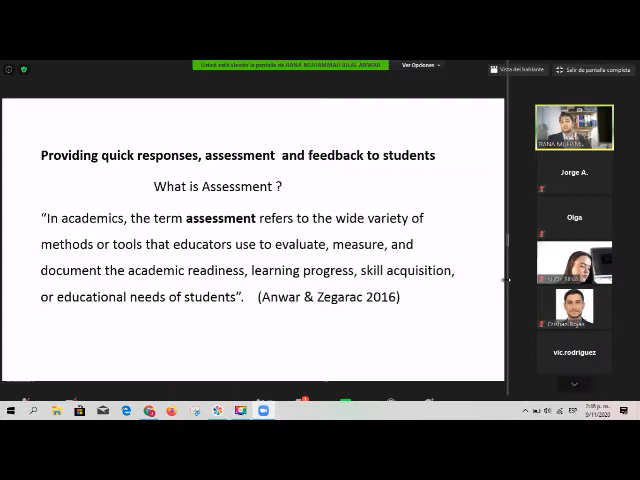 Usted está viendo la pantalla de RANA MUHAMMAD BILAL ANWAR
Ver Opciones
Vista del hablante
Salir de pantalla completa
Providing quick responses, assessment and feedback to students
What is Assessment ?
“In academics, the term assessment refers to the wide variety of
methods or tools that educators use to evaluate, measure, and
document the academic readiness, learning progress, skill acquisition,
or educational needs of students”. (Anwar & Zegarac 2016)
RANA MUHAM...
Jorge A.
Olga
SILVA
Cristian Rojas
vic.rodriguez
ESP
2:46 p. m.
9/11/2020